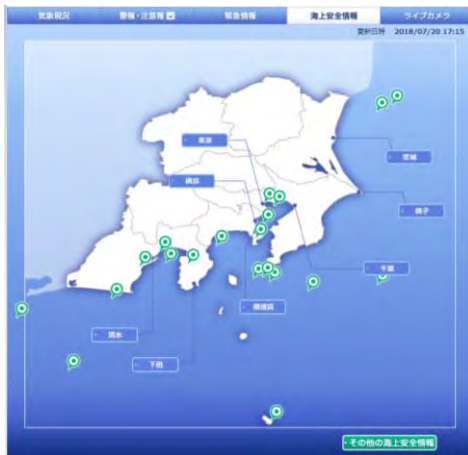 気象現況
警報・注意報
緊急情報
海上安全情報
ライブカメラ
更新日時 2018/07/20 17:15
東京
茨城
横浜
銚子
千葉
横須賀
清水
下田
その他の海上安全情報